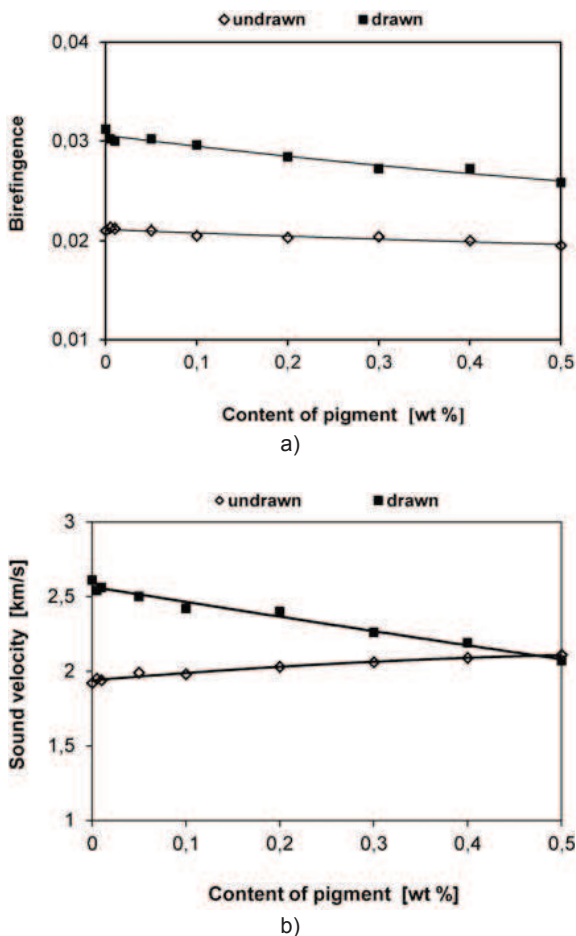 ◇undrawn ■drawn
0,04
0,03
0,02
0,01
Birefingence
0 0,1 0,2 0,3 0,4 0,5
Content of pigment [wt %]
a)
◇undrawn ■drawn
3
2,5
2
1,5
1
Sound velocity [km/s]
0 0,1 0,2 0,3 0,4 0,5
Content of pigment [wt %]
b)